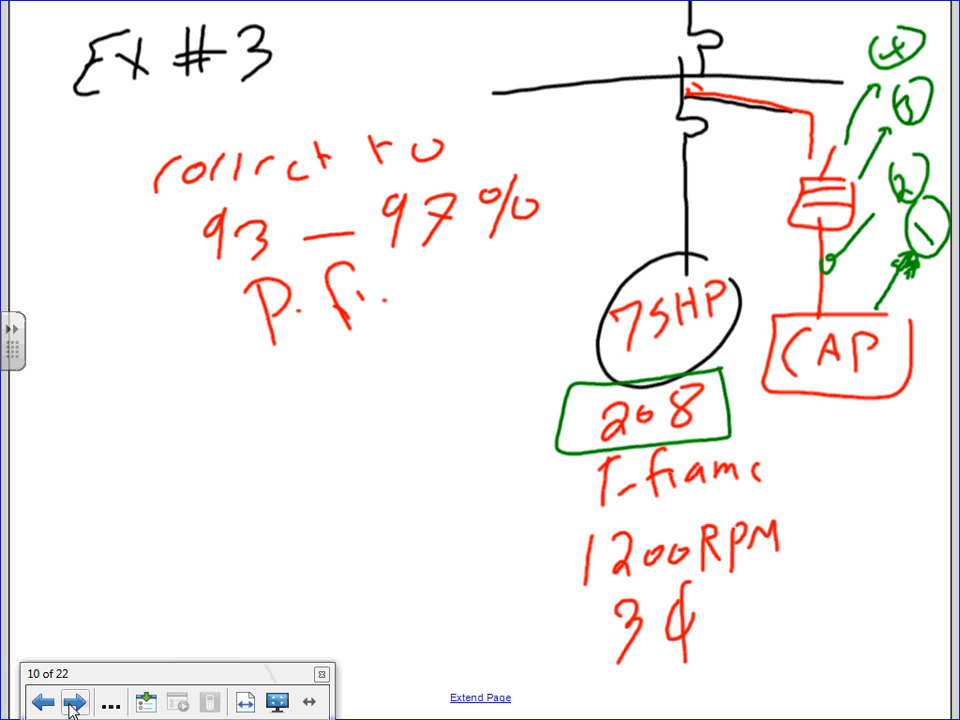 Ex #3
correct to
93 — 97%
P.f.
4
3
2
1
75HP
CAP
208
T-frame
1200RPM
3¢
10 of 22
Extend Page